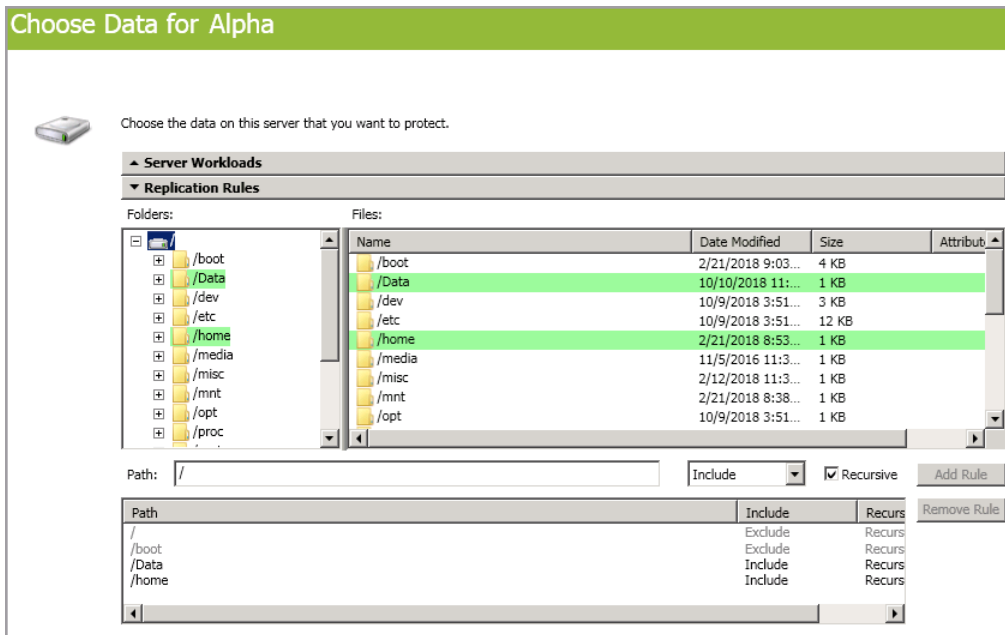 Choose Data for Alpha
Choose the data on this server that you want to protect.
Server Workloads
Replication Rules
Folders: Files:
/ Name Date Modified Size Attribut
/boot /boot 2/21/2018 9:03... 4 KB
/Data /Data 10/10/2018 11:... 1 KB
/dev /dev 10/9/2018 3:51... 3 KB
/etc /etc 10/9/2018 3:51... 12 KB
/home /home 2/21/2018 8:53... 1 KB
/media /media 11/5/2016 11:3... 1 KB
/misc /misc 2/12/2018 11:3... 1 KB
/mnt /mnt 2/21/2018 8:38... 1 KB
/opt /opt 10/9/2018 3:51... 1 KB
/proc
Path: / Include Recursive Add Rule
Path Include Recurs Remove Rule
/ Exclude Recurs
/boot Exclude Recurs
/Data Include Recurs
/home Include Recurs